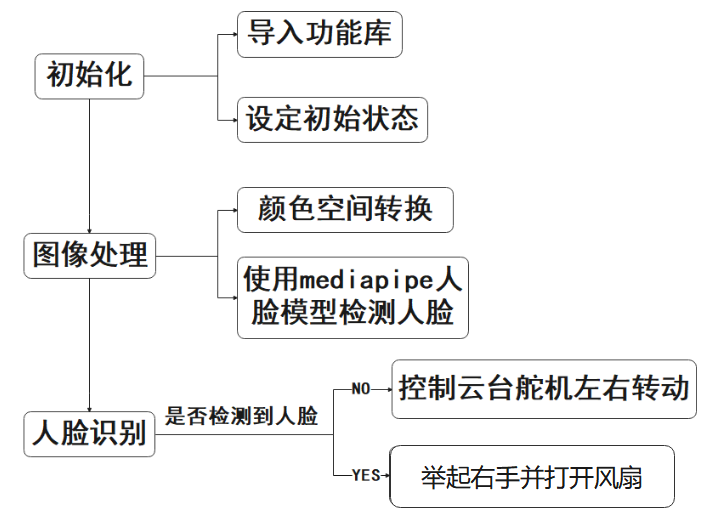 导入功能库
初始化
设定初始状态
颜色空间转换
图像处理
使用mediapipe人
脸模型检测人脸
NO
控制云台舵机左右转动
是否检测到人脸
人脸识别
YES
举起右手并打开风扇